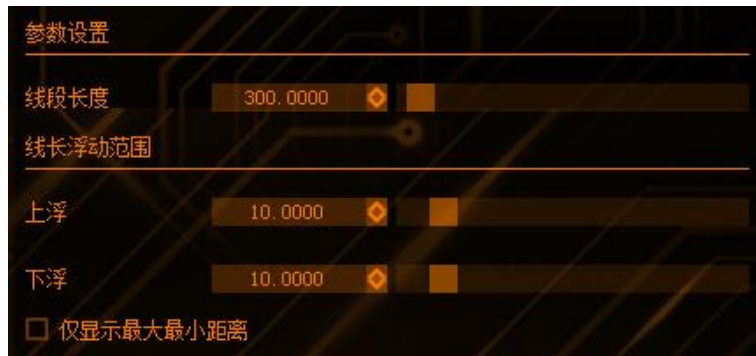 参数设置
线段长度 300.0000
线长浮动范围
上浮 10.0000
下浮 10.0000
仅显示最大最小距离